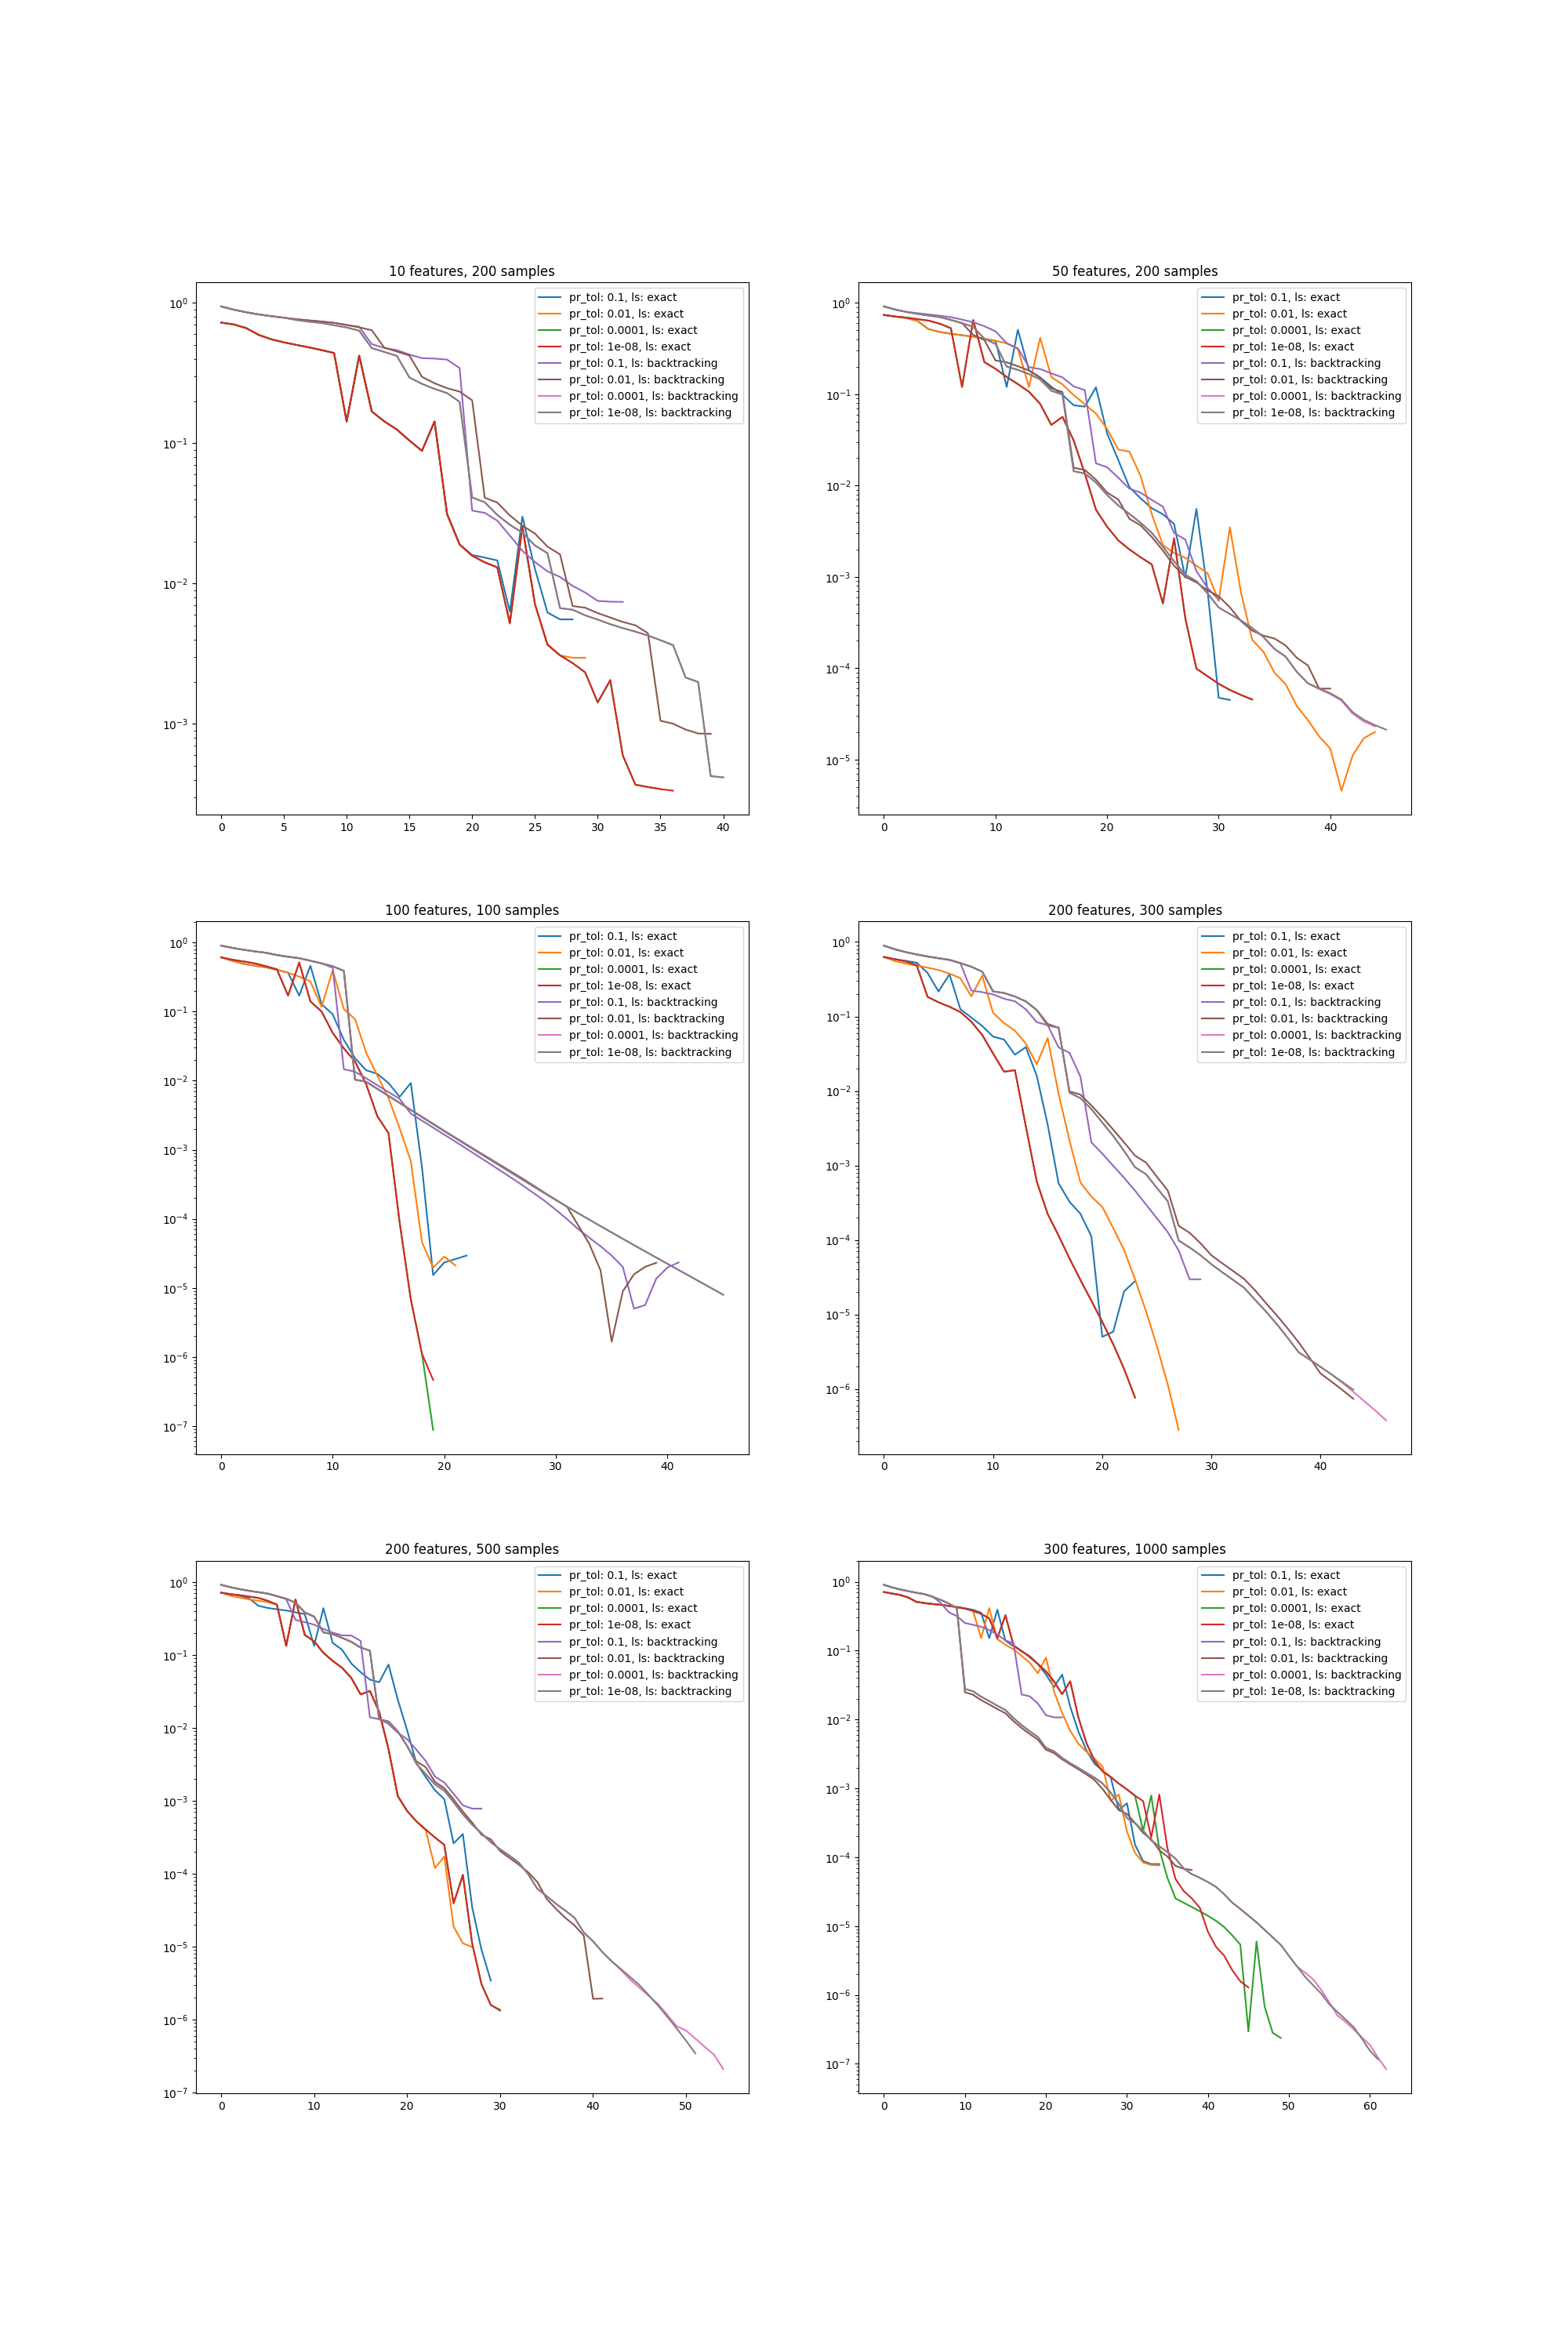 10 features, 200 samples
10⁰
10⁻¹
10⁻²
10⁻³
0 5 10 15 20 25 30 35 40
pr_tol: 0.1, ls: exact
pr_tol: 0.01, ls: exact
pr_tol: 0.0001, ls: exact
pr_tol: 1e-08, ls: exact
pr_tol: 0.1, ls: backtracking
pr_tol: 0.01, ls: backtracking
pr_tol: 0.0001, ls: backtracking
pr_tol: 1e-08, ls: backtracking
50 features, 200 samples
10⁰
10⁻¹
10⁻²
10⁻³
10⁻⁴
10⁻⁵
0 10 20 30 40
pr_tol: 0.1, ls: exact
pr_tol: 0.01, ls: exact
pr_tol: 0.0001, ls: exact
pr_tol: 1e-08, ls: exact
pr_tol: 0.1, ls: backtracking
pr_tol: 0.01, ls: backtracking
pr_tol: 0.0001, ls: backtracking
pr_tol: 1e-08, ls: backtracking
100 features, 100 samples
10⁰
10⁻¹
10⁻²
10⁻³
10⁻⁴
10⁻⁵
10⁻⁶
10⁻⁷
0 10 20 30 40
pr_tol: 0.1, ls: exact
pr_tol: 0.01, ls: exact
pr_tol: 0.0001, ls: exact
pr_tol: 1e-08, ls: exact
pr_tol: 0.1, ls: backtracking
pr_tol: 0.01, ls: backtracking
pr_tol: 0.0001, ls: backtracking
pr_tol: 1e-08, ls: backtracking
200 features, 300 samples
10⁰
10⁻¹
10⁻²
10⁻³
10⁻⁴
10⁻⁵
10⁻⁶
0 10 20 30 40
pr_tol: 0.1, ls: exact
pr_tol: 0.01, ls: exact
pr_tol: 0.0001, ls: exact
pr_tol: 1e-08, ls: exact
pr_tol: 0.1, ls: backtracking
pr_tol: 0.01, ls: backtracking
pr_tol: 0.0001, ls: backtracking
pr_tol: 1e-08, ls: backtracking
200 features, 500 samples
10⁰
10⁻¹
10⁻²
10⁻³
10⁻⁴
10⁻⁵
10⁻⁶
10⁻⁷
0 10 20 30 40 50
pr_tol: 0.1, ls: exact
pr_tol: 0.01, ls: exact
pr_tol: 0.0001, ls: exact
pr_tol: 1e-08, ls: exact
pr_tol: 0.1, ls: backtracking
pr_tol: 0.01, ls: backtracking
pr_tol: 0.0001, ls: backtracking
pr_tol: 1e-08, ls: backtracking
300 features, 1000 samples
10⁰
10⁻¹
10⁻²
10⁻³
10⁻⁴
10⁻⁵
10⁻⁶
10⁻⁷
0 10 20 30 40 50 60
pr_tol: 0.1, ls: exact
pr_tol: 0.01, ls: exact
pr_tol: 0.0001, ls: exact
pr_tol: 1e-08, ls: exact
pr_tol: 0.1, ls: backtracking
pr_tol: 0.01, ls: backtracking
pr_tol: 0.0001, ls: backtracking
pr_tol: 1e-08, ls: backtracking